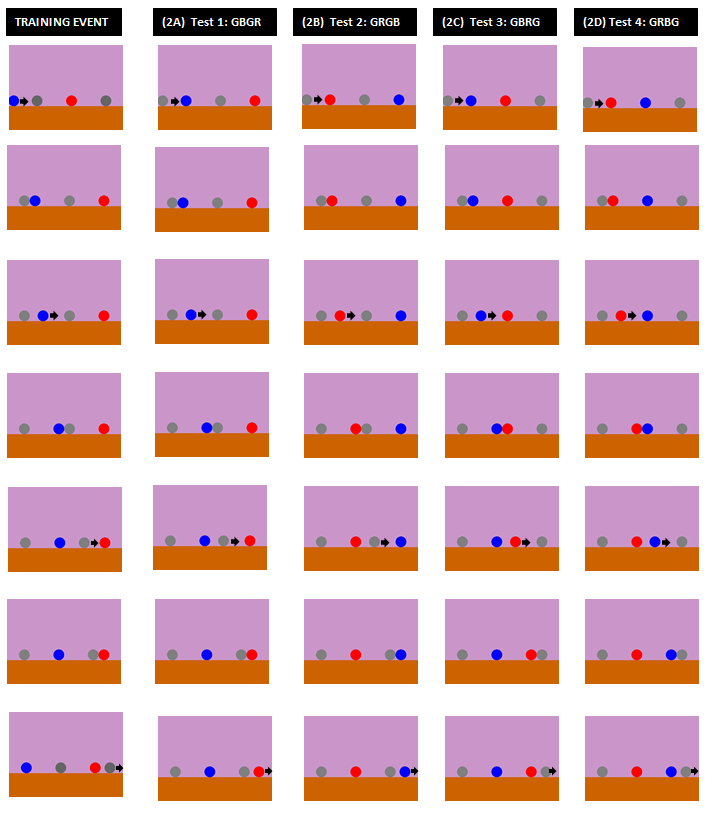 TRAINING EVENT
(2A) Test 1: GBGR
(2B) Test 2: GRGB
(2C) Test 3: GBRG
(2D) Test 4: GRBG